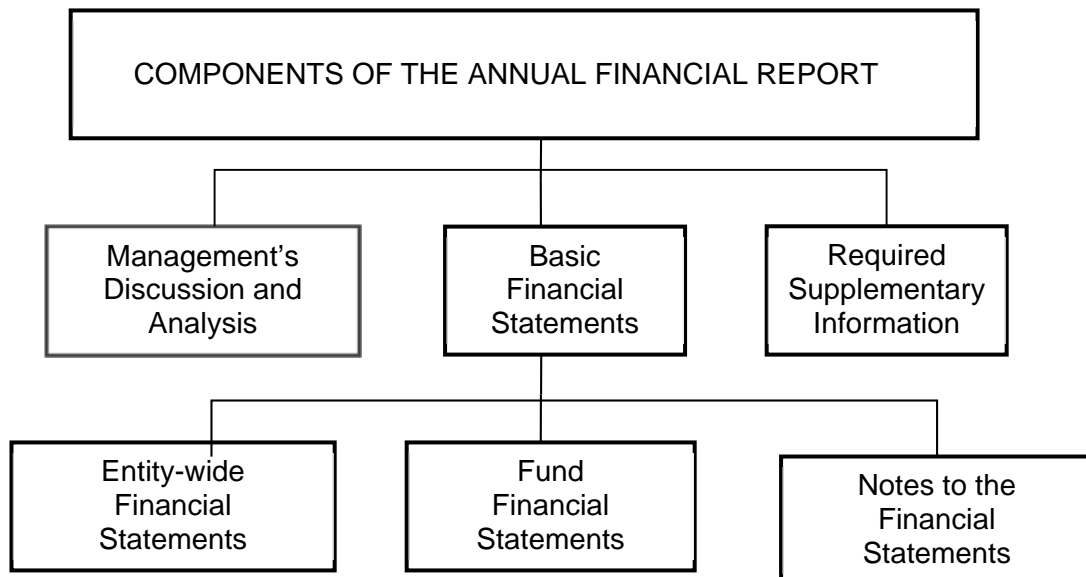 COMPONENTS OF THE ANNUAL FINANCIAL REPORT
Management’s
Discussion and
Analysis
Basic
Financial
Statements
Required
Supplementary
Information
Entity-wide
Financial
Statements
Fund
Financial
Statements
Notes to the
Financial
Statements